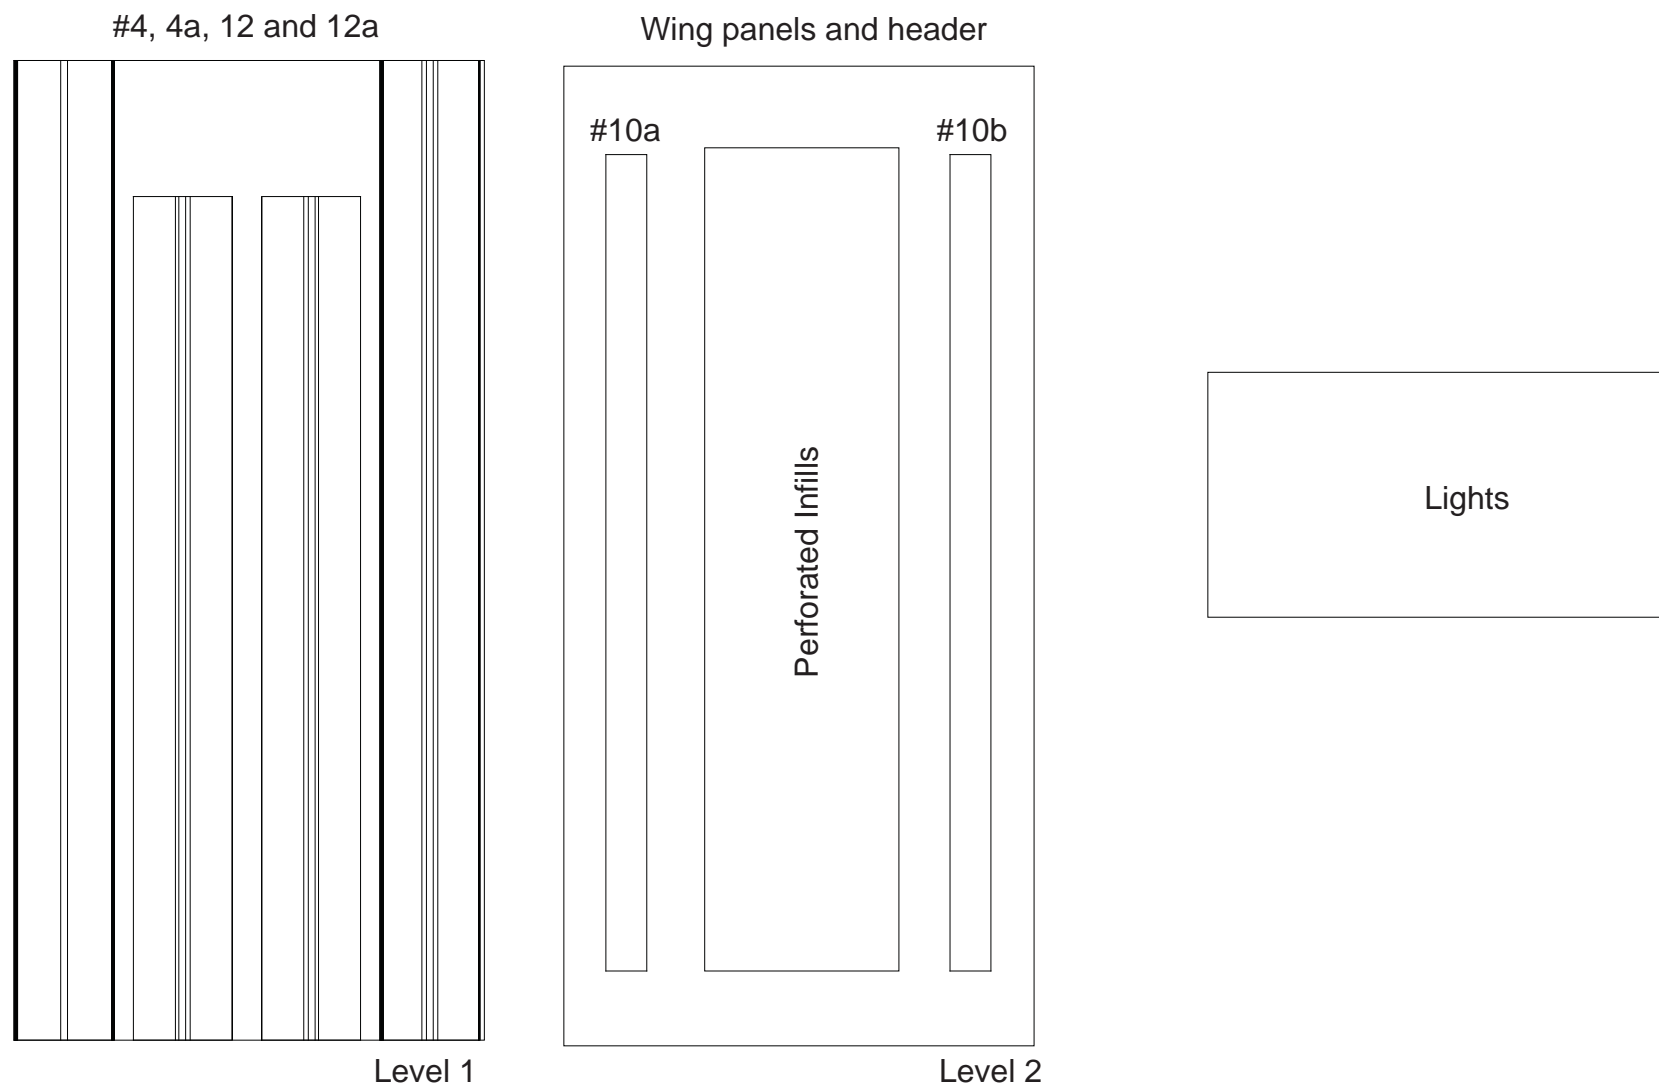 #4, 4a, 12 and 12a
Wing panels and header
#10a
#10b
Perforated Infills
Lights
Level 1
Level 2